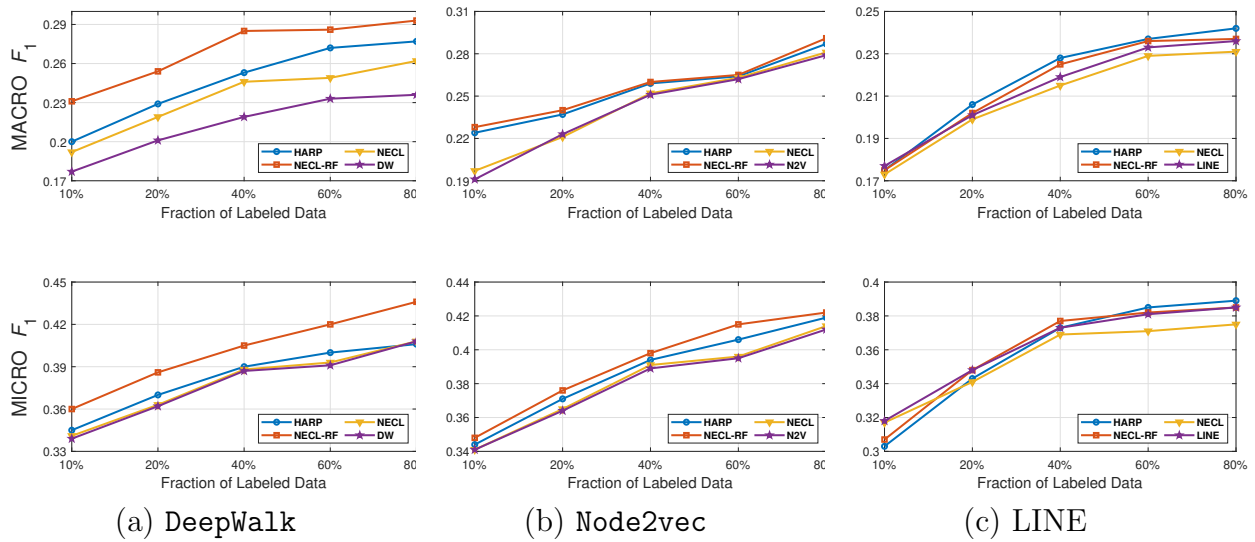 MACRO F1
0.29
0.26
0.23
0.2
0.17
HARP NECL
NECL-RF DW
10% 20% 40% 60% 80
Fraction of Labeled Data
0.31
0.28
0.25
0.22
0.19
HARP NECL
NECL-RF N2V
10% 20% 40% 60% 80
Fraction of Labeled Data
0.25
0.23
0.21
0.19
0.17
HARP NECL
NECL-RF LINE
10% 20% 40% 60% 80%
Fraction of Labeled Data
MICRO F1
0.45
0.42
0.39
0.36
0.33
HARP NECL
NECL-RF DW
10% 20% 40% 60% 80
Fraction of Labeled Data
0.44
0.42
0.4
0.38
0.36
0.34
HARP NECL
NECL-RF N2V
10% 20% 40% 60% 80
Fraction of Labeled Data
0.4
0.38
0.36
0.34
0.32
0.3
HARP NECL
NECL-RF LINE
10% 20% 40% 60% 80%
Fraction of Labeled Data
(a) DeepWalk
(b) Node2vec
(c) LINE